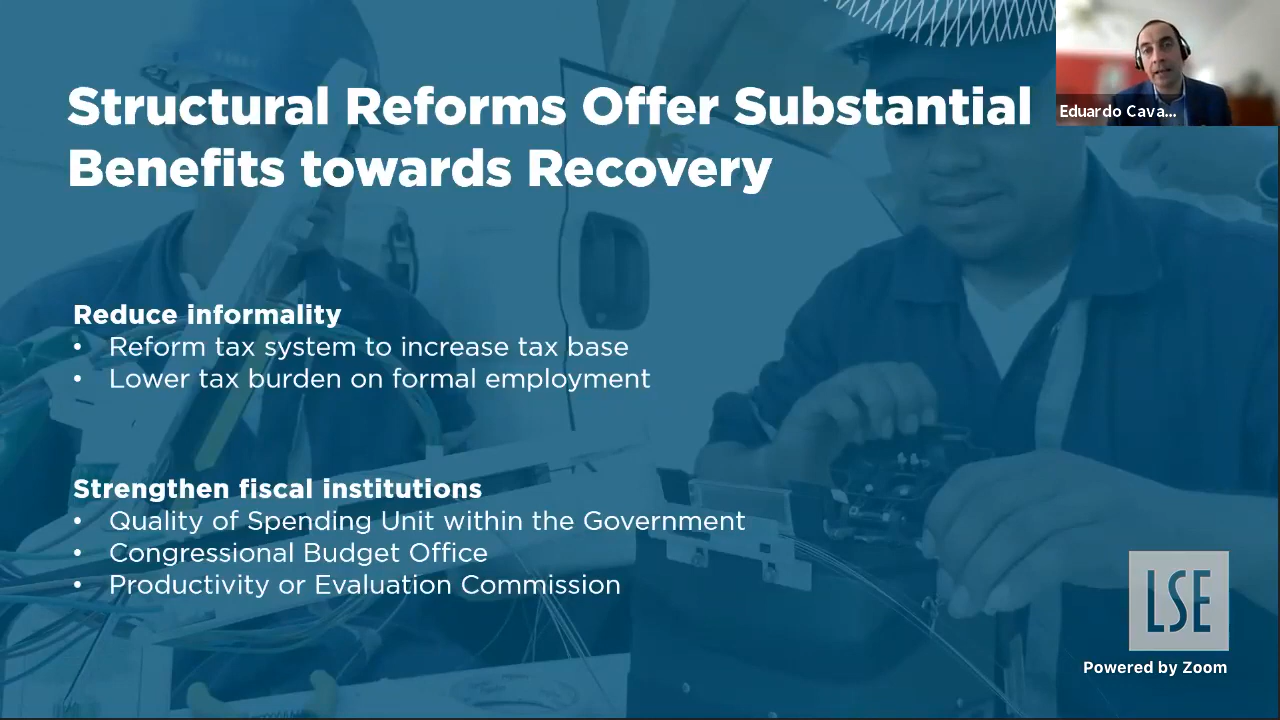 Structural Reforms Offer Substantial
Benefits towards Recovery
Eduardo Cava...
Reduce informality
• Reform tax system to increase tax base
• Lower tax burden on formal employment
Strengthen fiscal institutions
• Quality of Spending Unit within the Government
• Congressional Budget Office
• Productivity or Evaluation Commission
LSE
Powered by Zoom